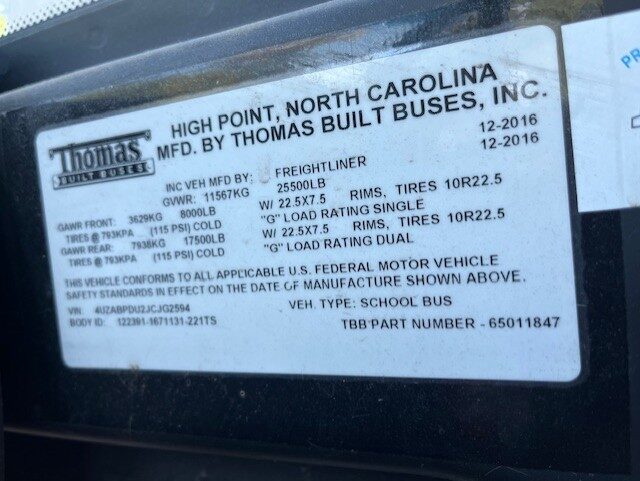 Thomas
BUILT BUSES
HIGH POINT, NORTH CAROLINA
MFD. BY THOMAS BUILT BUSES, INC.
12-2016
INC VEH MFD BY: FREIGHTLINER 12-2016
GVWR: 11567KG 25500LB
GAWR FRONT: 3629KG 8000LB W/ 22.5X7.5 RIMS, TIRES 10R22.5
TIRES @ 793KPA (115 PSI) COLD "G" LOAD RATING SINGLE
GAWR REAR: 7938KG 17500LB W/ 22.5X7.5 RIMS, TIRES 10R22.5
TIRES @ 793KPA (115 PSI) COLD "G" LOAD RATING DUAL
THIS VEHICLE CONFORMS TO ALL APPLICABLE U.S. FEDERAL MOTOR VEHICLE
SAFETY STANDARDS IN EFFECT ON THE DATE OF MANUFACTURE SHOWN ABOVE.
VIN 4UZABPDU2JCJG2594 VEH. TYPE: SCHOOL BUS
BODY ID: 122391-1671131-221TS TBB PART NUMBER - 65011847